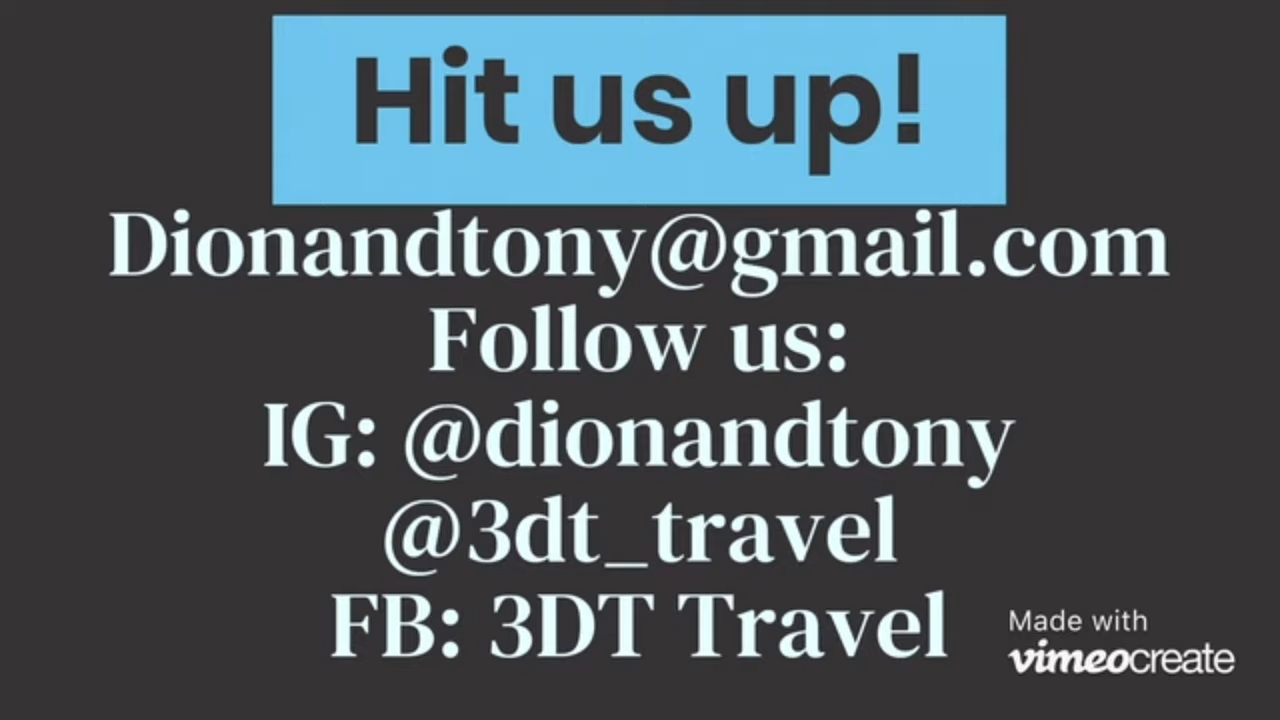 Hit us up!
Dionandtony@gmail.com
Follow us:
IG: @dionandtony
@3dt_travel
FB: 3DT Travel
Made with
vimeocreate